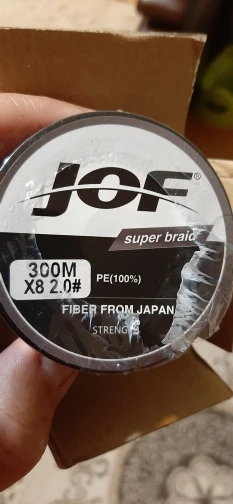 JOF®
super braid
300M
X8 2.0#
PE(100%)
FIBER FROM JAPAN